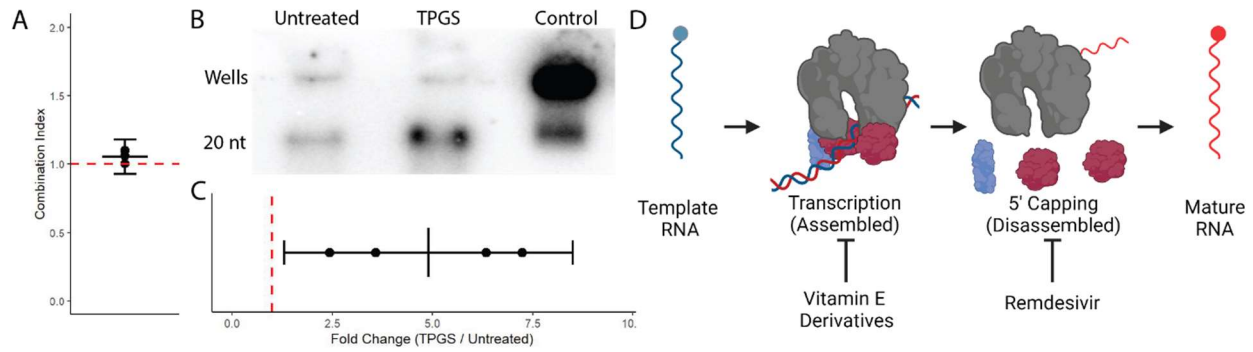 A
Combination Index
2.0
1.5
1.0
0.5
0.0
B
Untreated
TPGS
Control
Wells
20 nt
C
0.0
2.5
5.0
7.5
10.
Fold Change (TPGS / Untreated)
D
Template
RNA
Transcription
(Assembled)
5' Capping
(Disassembled)
Mature
RNA
Vitamin E
Derivatives
Remdesivir